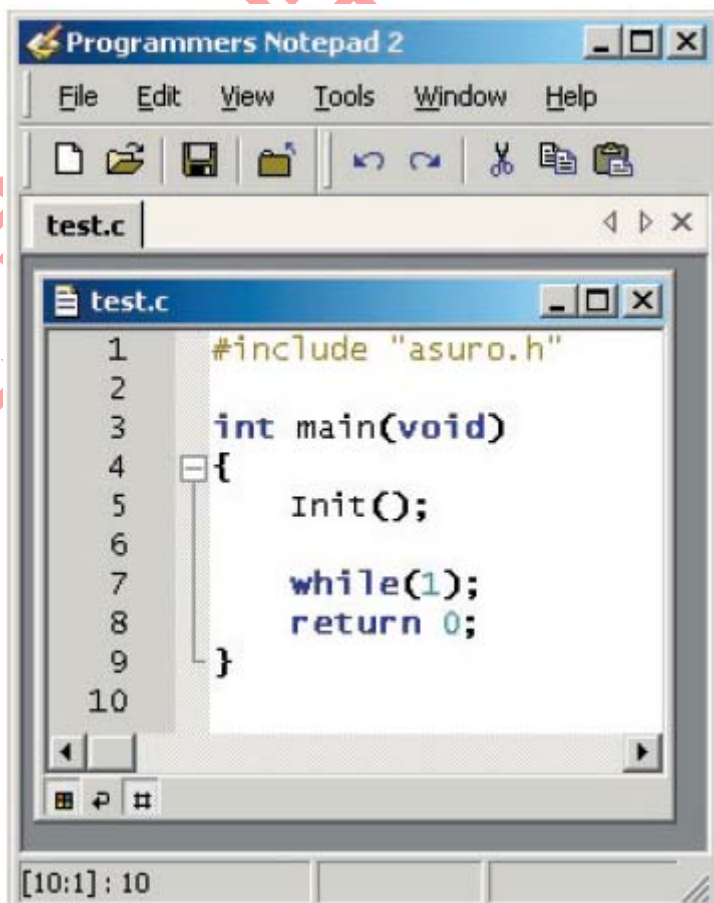 Programmers Notepad 2
File Edit View Tools Window Help
test.c
test.c
1 #include "asuro.h"
2
3 int main(void)
4 {
5 Init();
6
7 while(1);
8 return 0;
9 }
10
[10:1] : 10